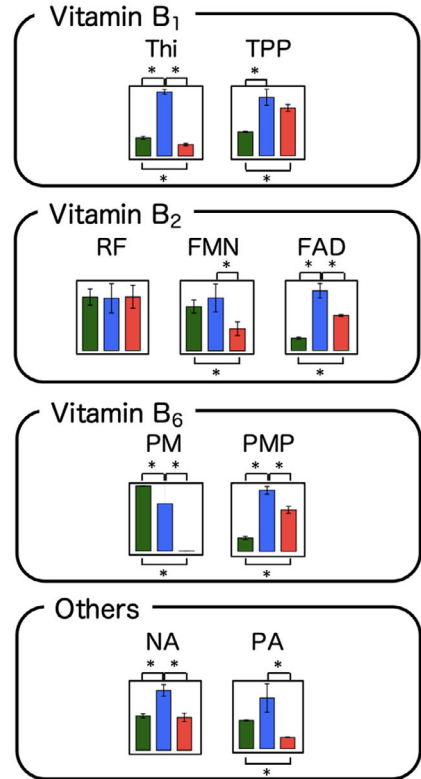 Vitamin B1
Thi TPP
* * *
* *
Vitamin B2
RF FMN FAD
* * *
* *
Vitamin B6
PM PMP
* * * *
* *
Others
NA PA
* * *
*